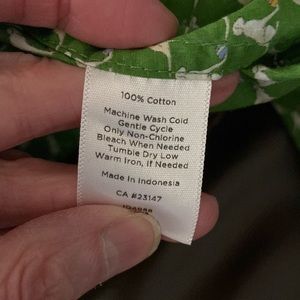 100% Cotton
Machine Wash Cold
Gentle Cycle
Only Non-Chlorine
Bleach When Needed
Tumble Dry Low
Warm Iron, If Needed
Made In Indonesia
CA #23147